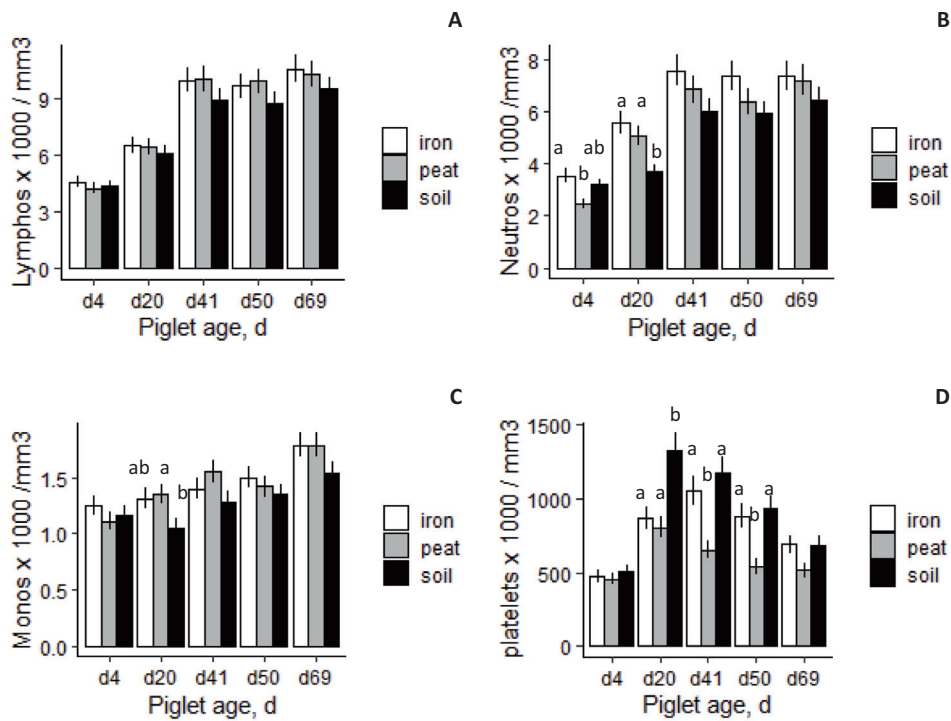 A
Lymphos x 1000 / mm3
9
6
3
0
d4 d20 d41 d50 d69
Piglet age, d
iron
peat
soil
B
Neutros x 1000 /mm3
8
6
4
2
0
a b ab
a a b
d4 d20 d41 d50 d69
Piglet age, d
iron
peat
soil
C
Monos x 1000 /mm3
1.5
1.0
0.5
0.0
ab a b
d4 d20 d41 d50 d69
Piglet age, d
iron
peat
soil
D
platelets x 1000 / mm3
1500
1000
500
0
a a b
a b a
a b a
d4 d20 d41 d50 d69
Piglet age, d
iron
peat
soil